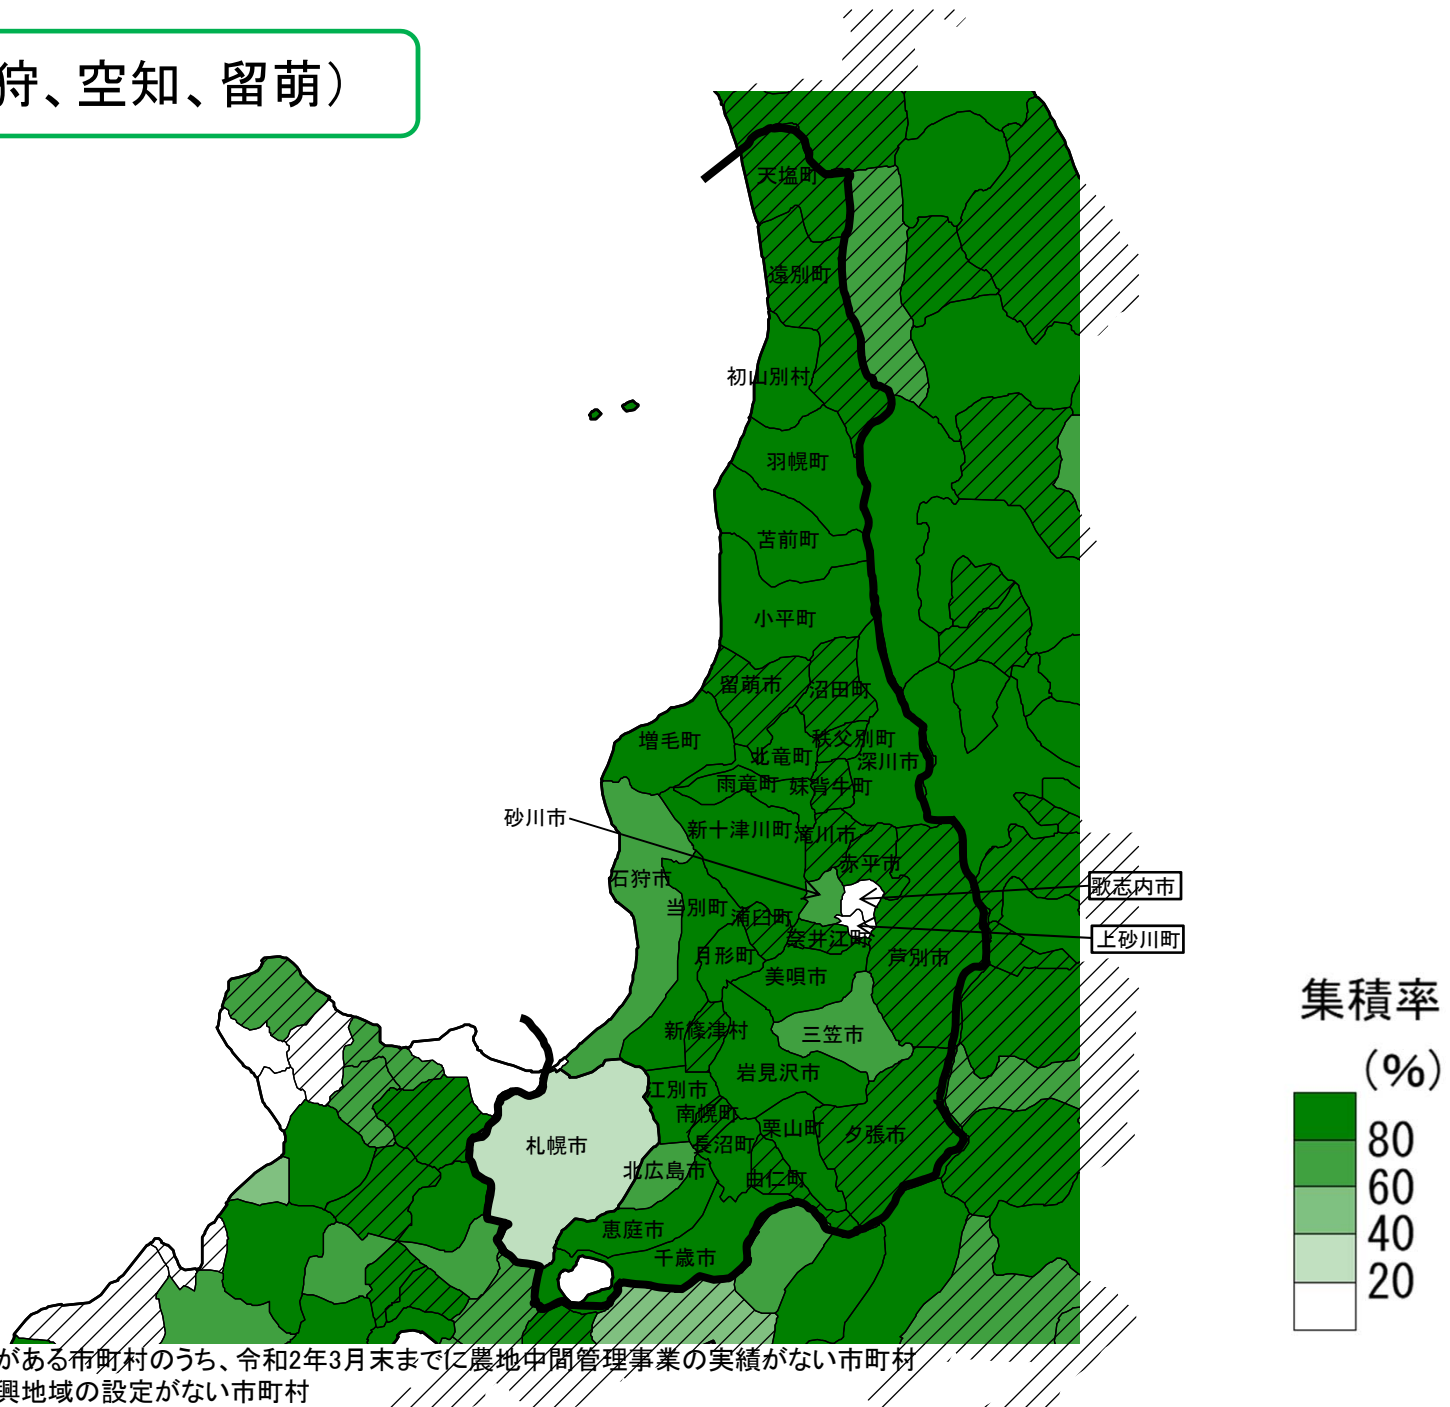 狩、空知、留萌）
天塩町
遠別町
初山別村
羽幌町
苫前町
小平町
留萌市
沼田町
増毛町
秩父別町
北竜町
深川市
雨竜町
妹背牛町
砂川市
新十津川町
滝川市
赤平市
石狩市
歌志内市
当別町
浦臼町
奈井江町
上砂川町
月形町
芦別市
美唄市
新篠津村
三笠市
岩見沢市
江別市
南幌町
栗山町
夕張市
札幌市
長沼町
北広島市
由仁町
恵庭市
千歳市
集積率
（%）
80
60
40
20
がある市町村のうち、令和2年3月末までに農地中間管理事業の実績がない市町村
興地域の設定がない市町村